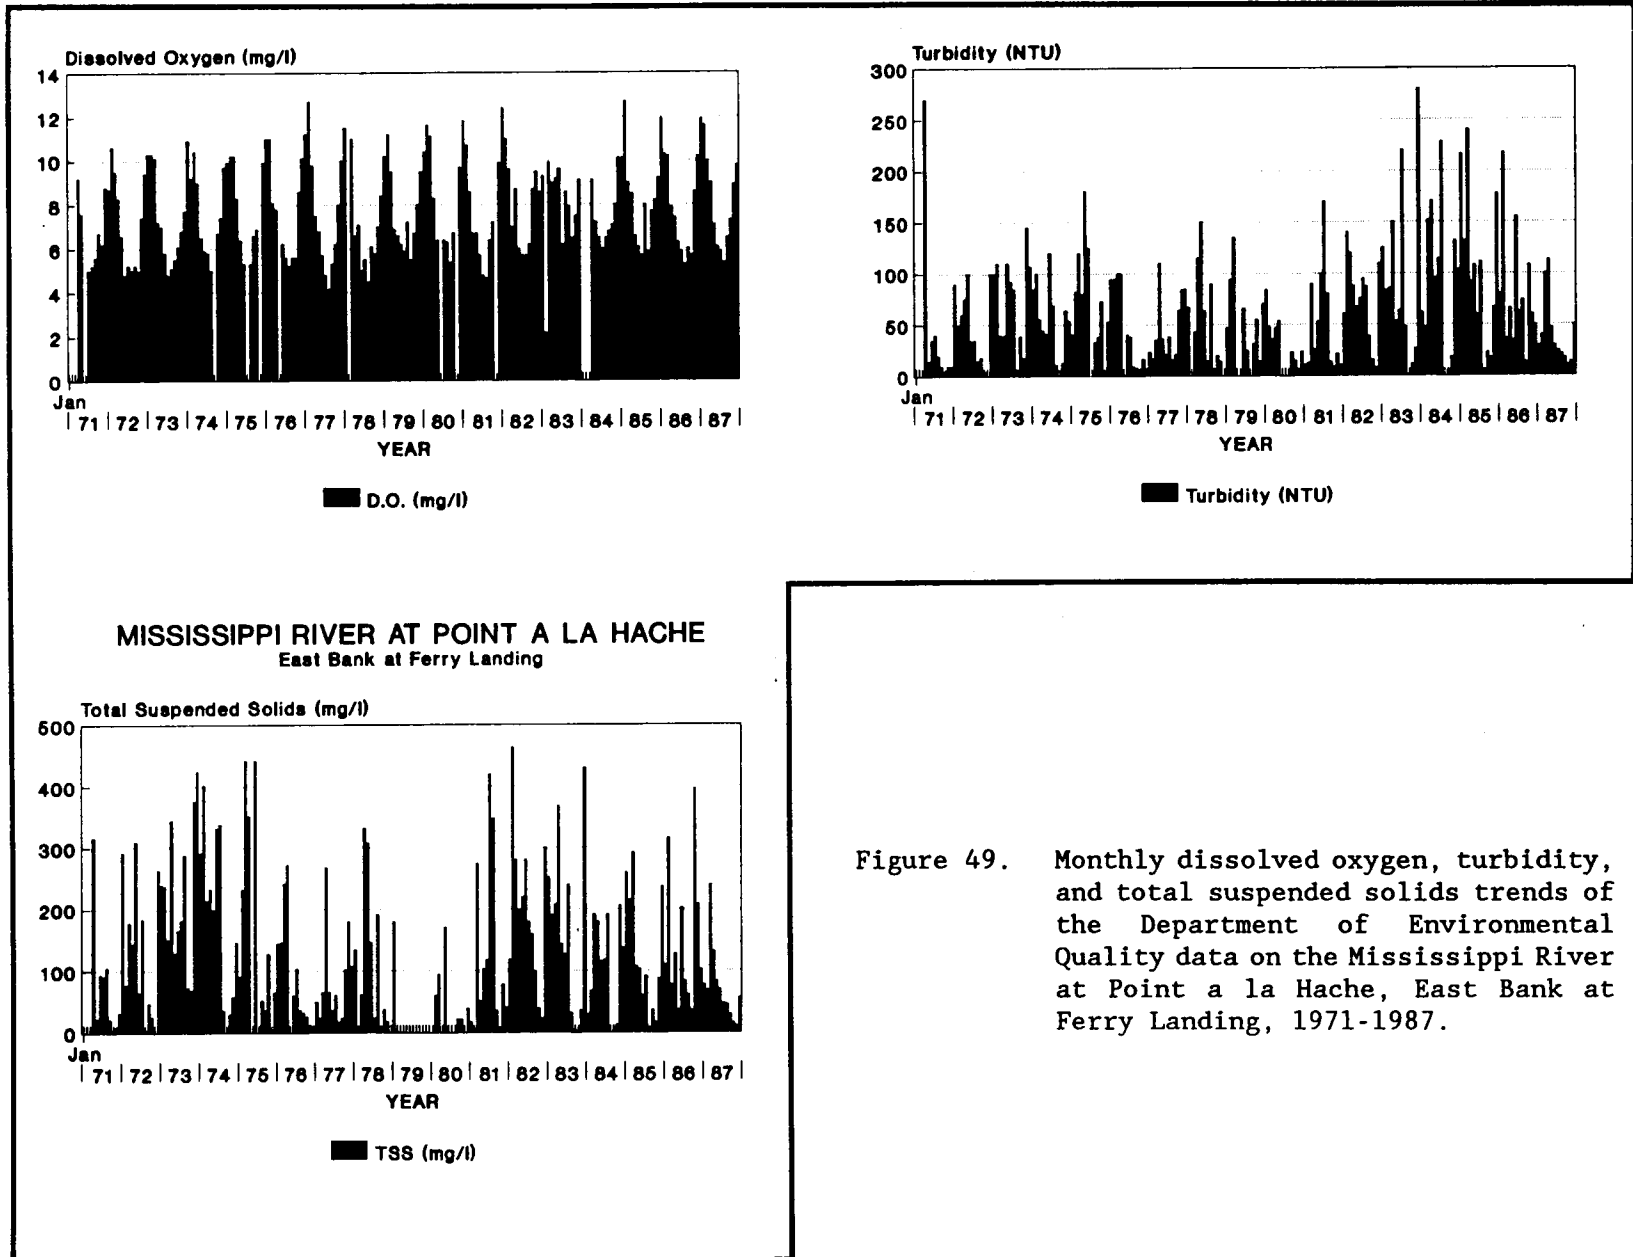 Dissolved Oxygen (mg/l)
14
12
10
8
6
4
2
0
Jan
71 72 73 74 75 76 77 78 79 80 81 82 83 84 85 86 87
YEAR
D.O. (mg/l)
Turbidity (NTU)
300
250
200
150
100
50
0
Jan
71 72 73 74 75 76 77 78 79 80 81 82 83 84 85 86 87
YEAR
Turbidity (NTU)
MISSISSIPPI RIVER AT POINT A LA HACHE
East Bank at Ferry Landing
Total Suspended Solids (mg/l)
500
400
300
200
100
0
Jan
71 72 73 74 75 76 77 78 79 80 81 82 83 84 85 86 87
YEAR
TSS (mg/l)
Figure 49. Monthly dissolved oxygen, turbidity,
and total suspended solids trends of
the Department of Environmental
Quality data on the Mississippi River
at Point a la Hache, East Bank at
Ferry Landing, 1971-1987.